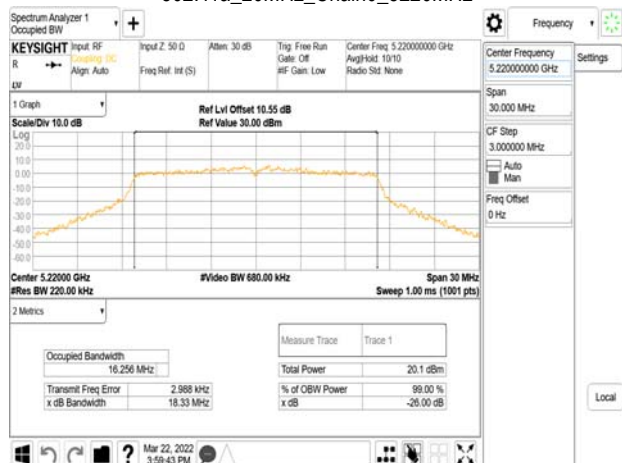 Spectrum Analyzer 1
Occupied BW
Frequency
KEYSIGHT
Input: RF
Coupling: DC
Align: Auto
Input Z: 50 Ω
Freq Ref: Int (S)
Atten: 30 dB
Trig: Free Run
Gate: Off
#IF Gain: Low
Center Freq: 5.220000000 GHz
Avg|Hold: 10/10
Radio Std: None
R
Center Frequency
5.220000000 GHz
Settings
Span
30.000 MHz
CF Step
3.000000 MHz
Auto
Man
Freq Offset
0 Hz
Local
1 Graph
Scale/Div 10.0 dB
Ref Lvl Offset 10.55 dB
Ref Value 30.00 dBm
Log
20.0
10.0
0.00
-10.0
-20.0
-30.0
-40.0
-50.0
-60.0
Center 5.22000 GHz
#Res BW 220.00 kHz
#Video BW 680.00 kHz
Span 30 MHz
Sweep 1.00 ms (1001 pts)
2 Metrics
Measure Trace
Trace 1
Occupied Bandwidth
16.256 MHz
Total Power
20.1 dBm
Transmit Freq Error
2.988 kHz
% of OBW Power
99.00 %
x dB Bandwidth
18.33 MHz
x dB
-26.00 dB
Mar 22, 2022
3:59:43 PM